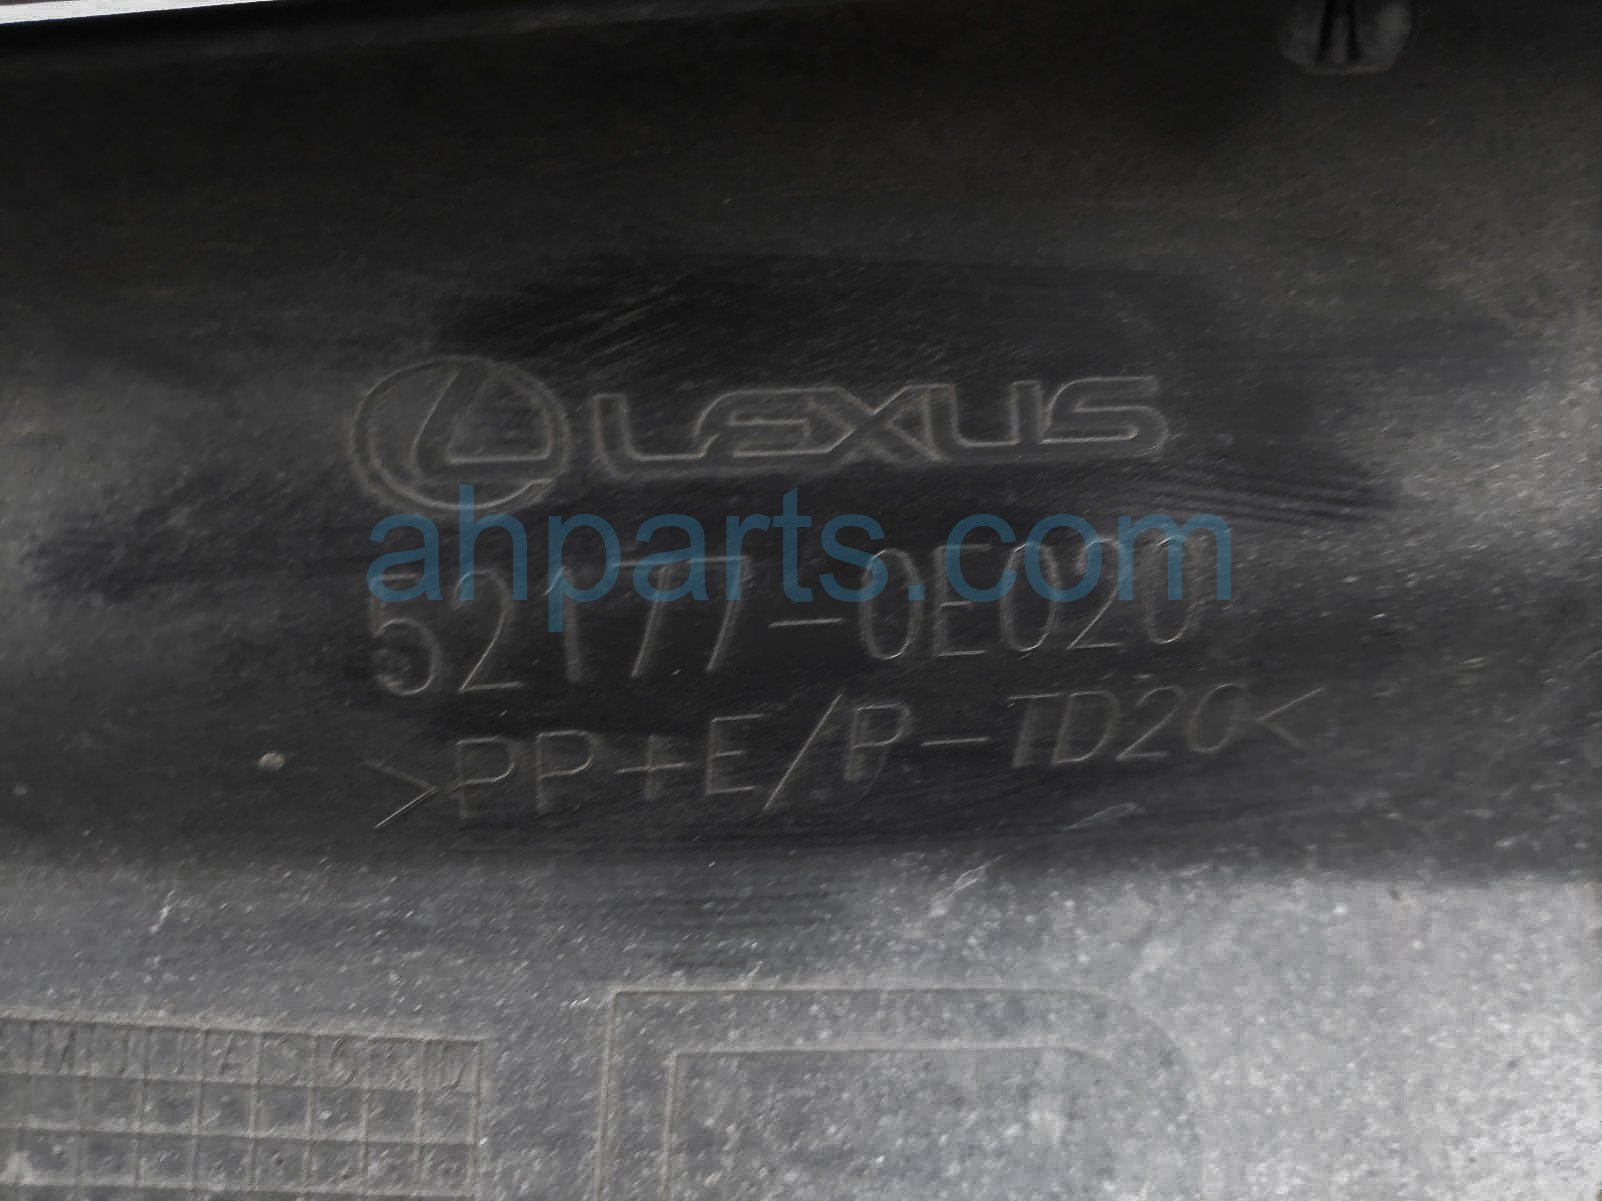 LEXUS
ahparts.com
52177-0E020
>PP+E/P-TD20<
J J A S O N D